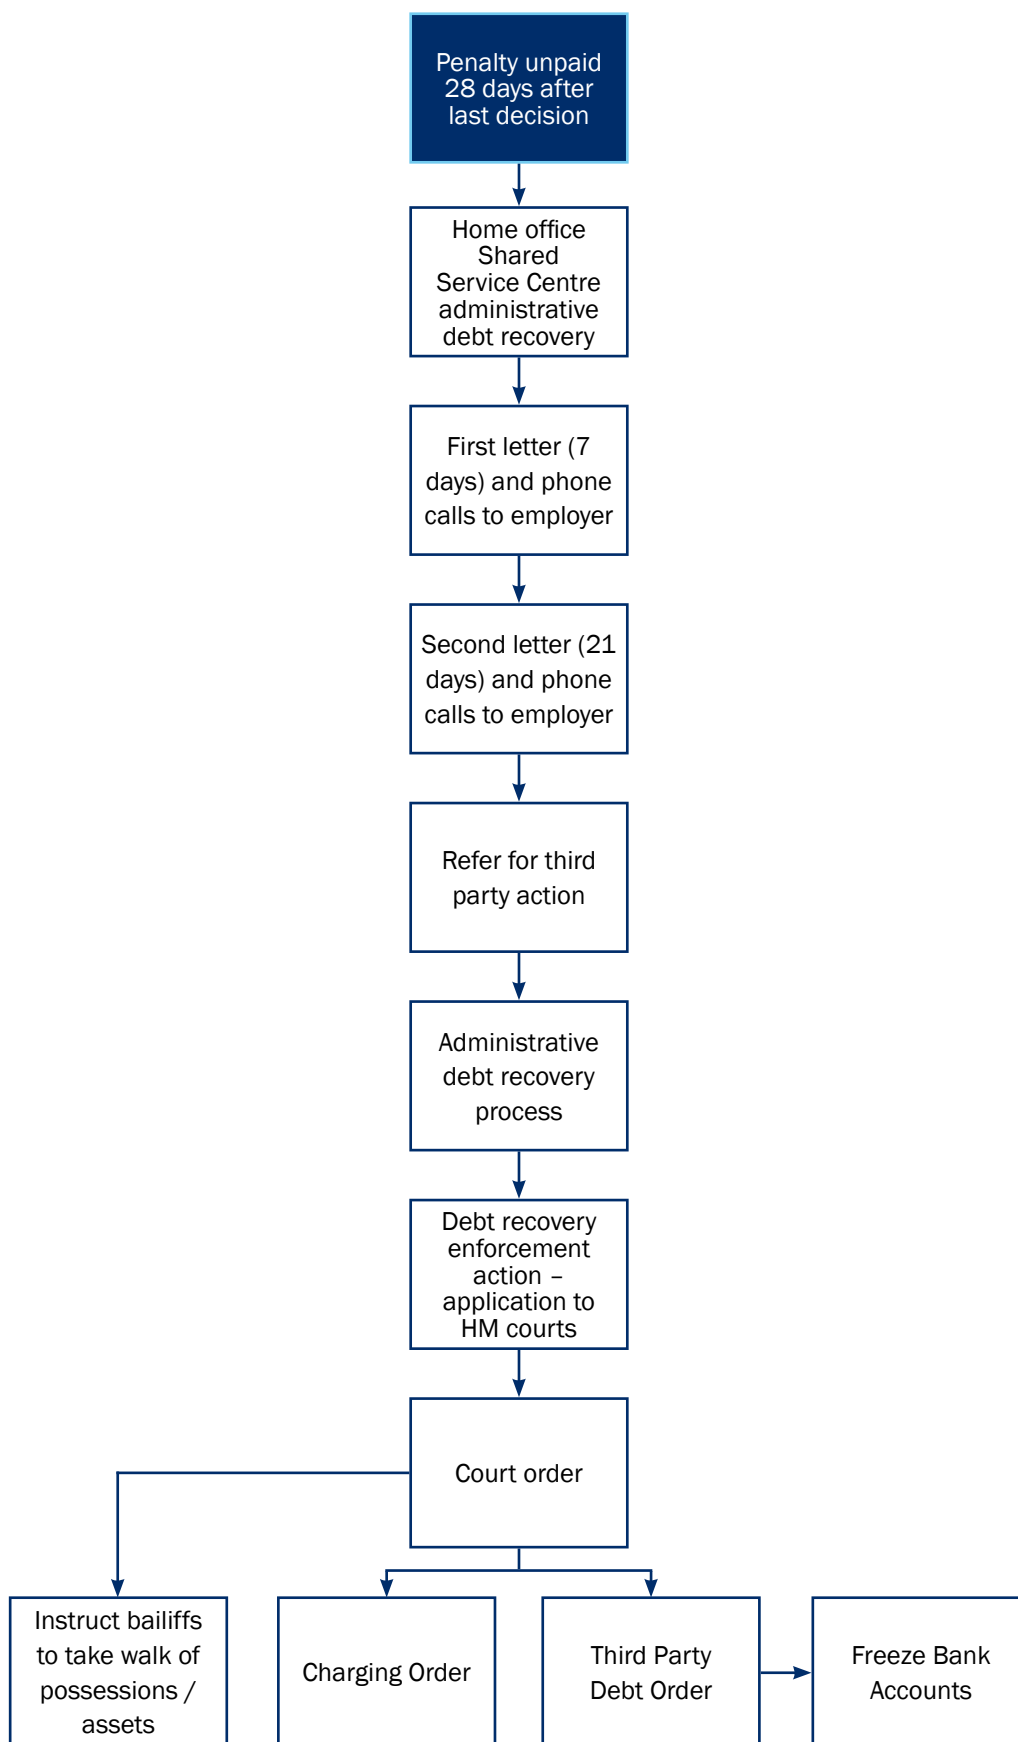 Penalty unpaid
28 days after
last decision
Home office
Shared
Service Centre
administrative
debt recovery
First letter (7
days) and phone
calls to employer
Second letter (21
days) and phone
calls to employer
Refer for third
party action
Administrative
debt recovery
process
Debt recovery
enforcement
action –
application to
HM courts
Court order
Instruct bailiffs
to take walk of
possessions /
assets
Charging Order
Third Party
Debt Order
Freeze Bank
Accounts